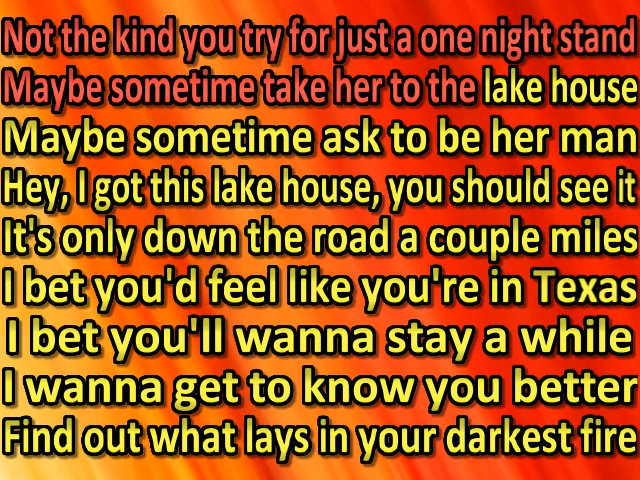 Not the kind you try for just a one night stand
Maybe sometime take her to the lake house
Maybe sometime ask to be her man
Hey, I got this lake house, you should see it
It's only down the road a couple miles
I bet you'd feel like you're in Texas
I bet you'll wanna stay a while
I wanna get to know you better
Find out what lays in your darkest fire